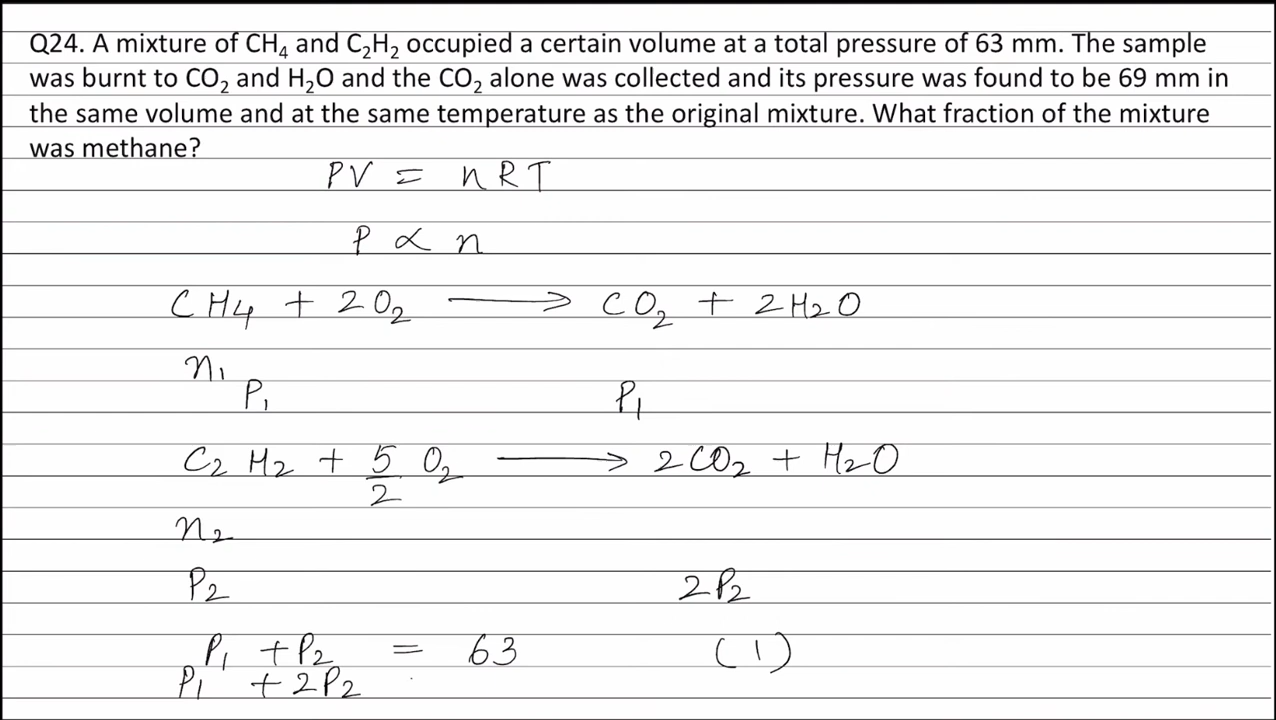 Q24. A mixture of CH₄ and C₂H₂ occupied a certain volume at a total pressure of 63 mm. The sample
was burnt to CO₂ and H₂O and the CO₂ alone was collected and its pressure was found to be 69 mm in
the same volume and at the same temperature as the original mixture. What fraction of the mixture
was methane?
PV = nRT
P ∝ n
CH4 + 2O₂ ⟶ CO₂ + 2H₂O
n₁
P₁ P₁
C₂H₂ + 5/2 O₂ ⟶ 2CO₂ + H₂O
n₂
P₂ 2P₂
P₁ + P₂ = 63 (1)
P₁ + 2P₂